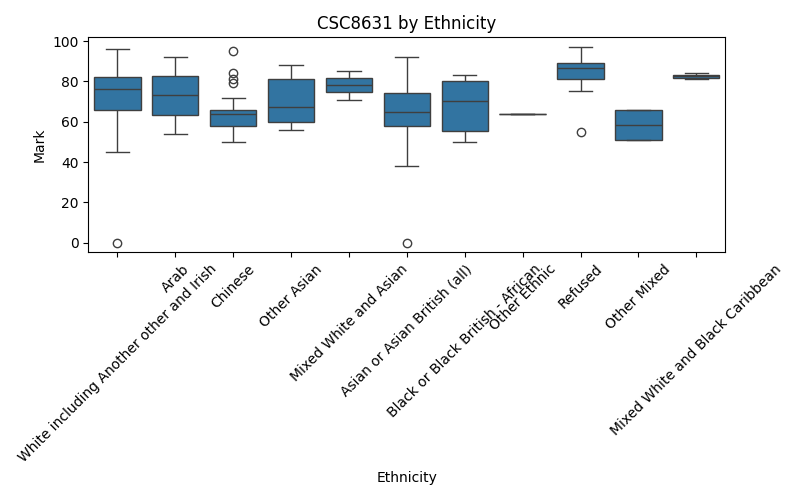 CSC8631 by Ethnicity
100
80
60
40
20
0
Mark
White including Another other and Irish
Arab
Chinese
Other Asian
Mixed White and Asian
Asian or Asian British (all)
Black or Black British - African
Other Ethnic
Refused
Other Mixed
Mixed White and Black Caribbean
Ethnicity